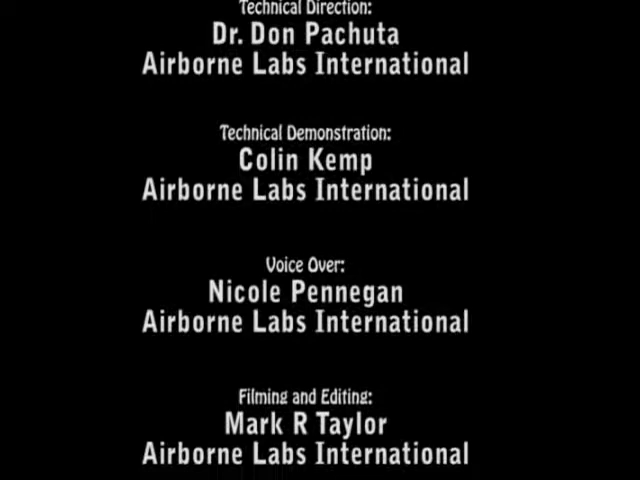 Technical Direction:
Dr. Don Pachuta
Airborne Labs International
Technical Demonstration:
Colin Kemp
Airborne Labs International
Voice Over:
Nicole Pennegan
Airborne Labs International
Filming and Editing:
Mark R Taylor
Airborne Labs International